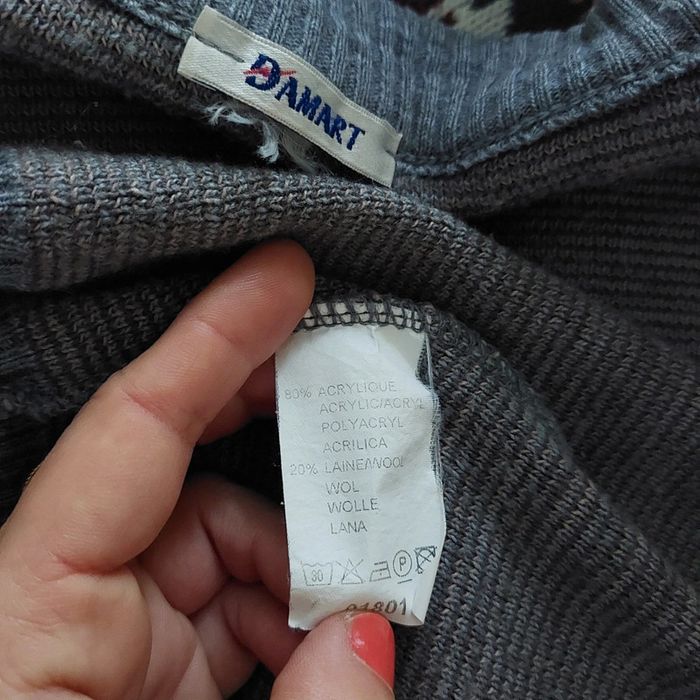 DAMART
80% ACRYLIQUE
ACRYLIC/ACRYL
POLYACRYL
ACRILICA
20% LAINE/WOOL
WOL
WOLLE
LANA
30 P
01801